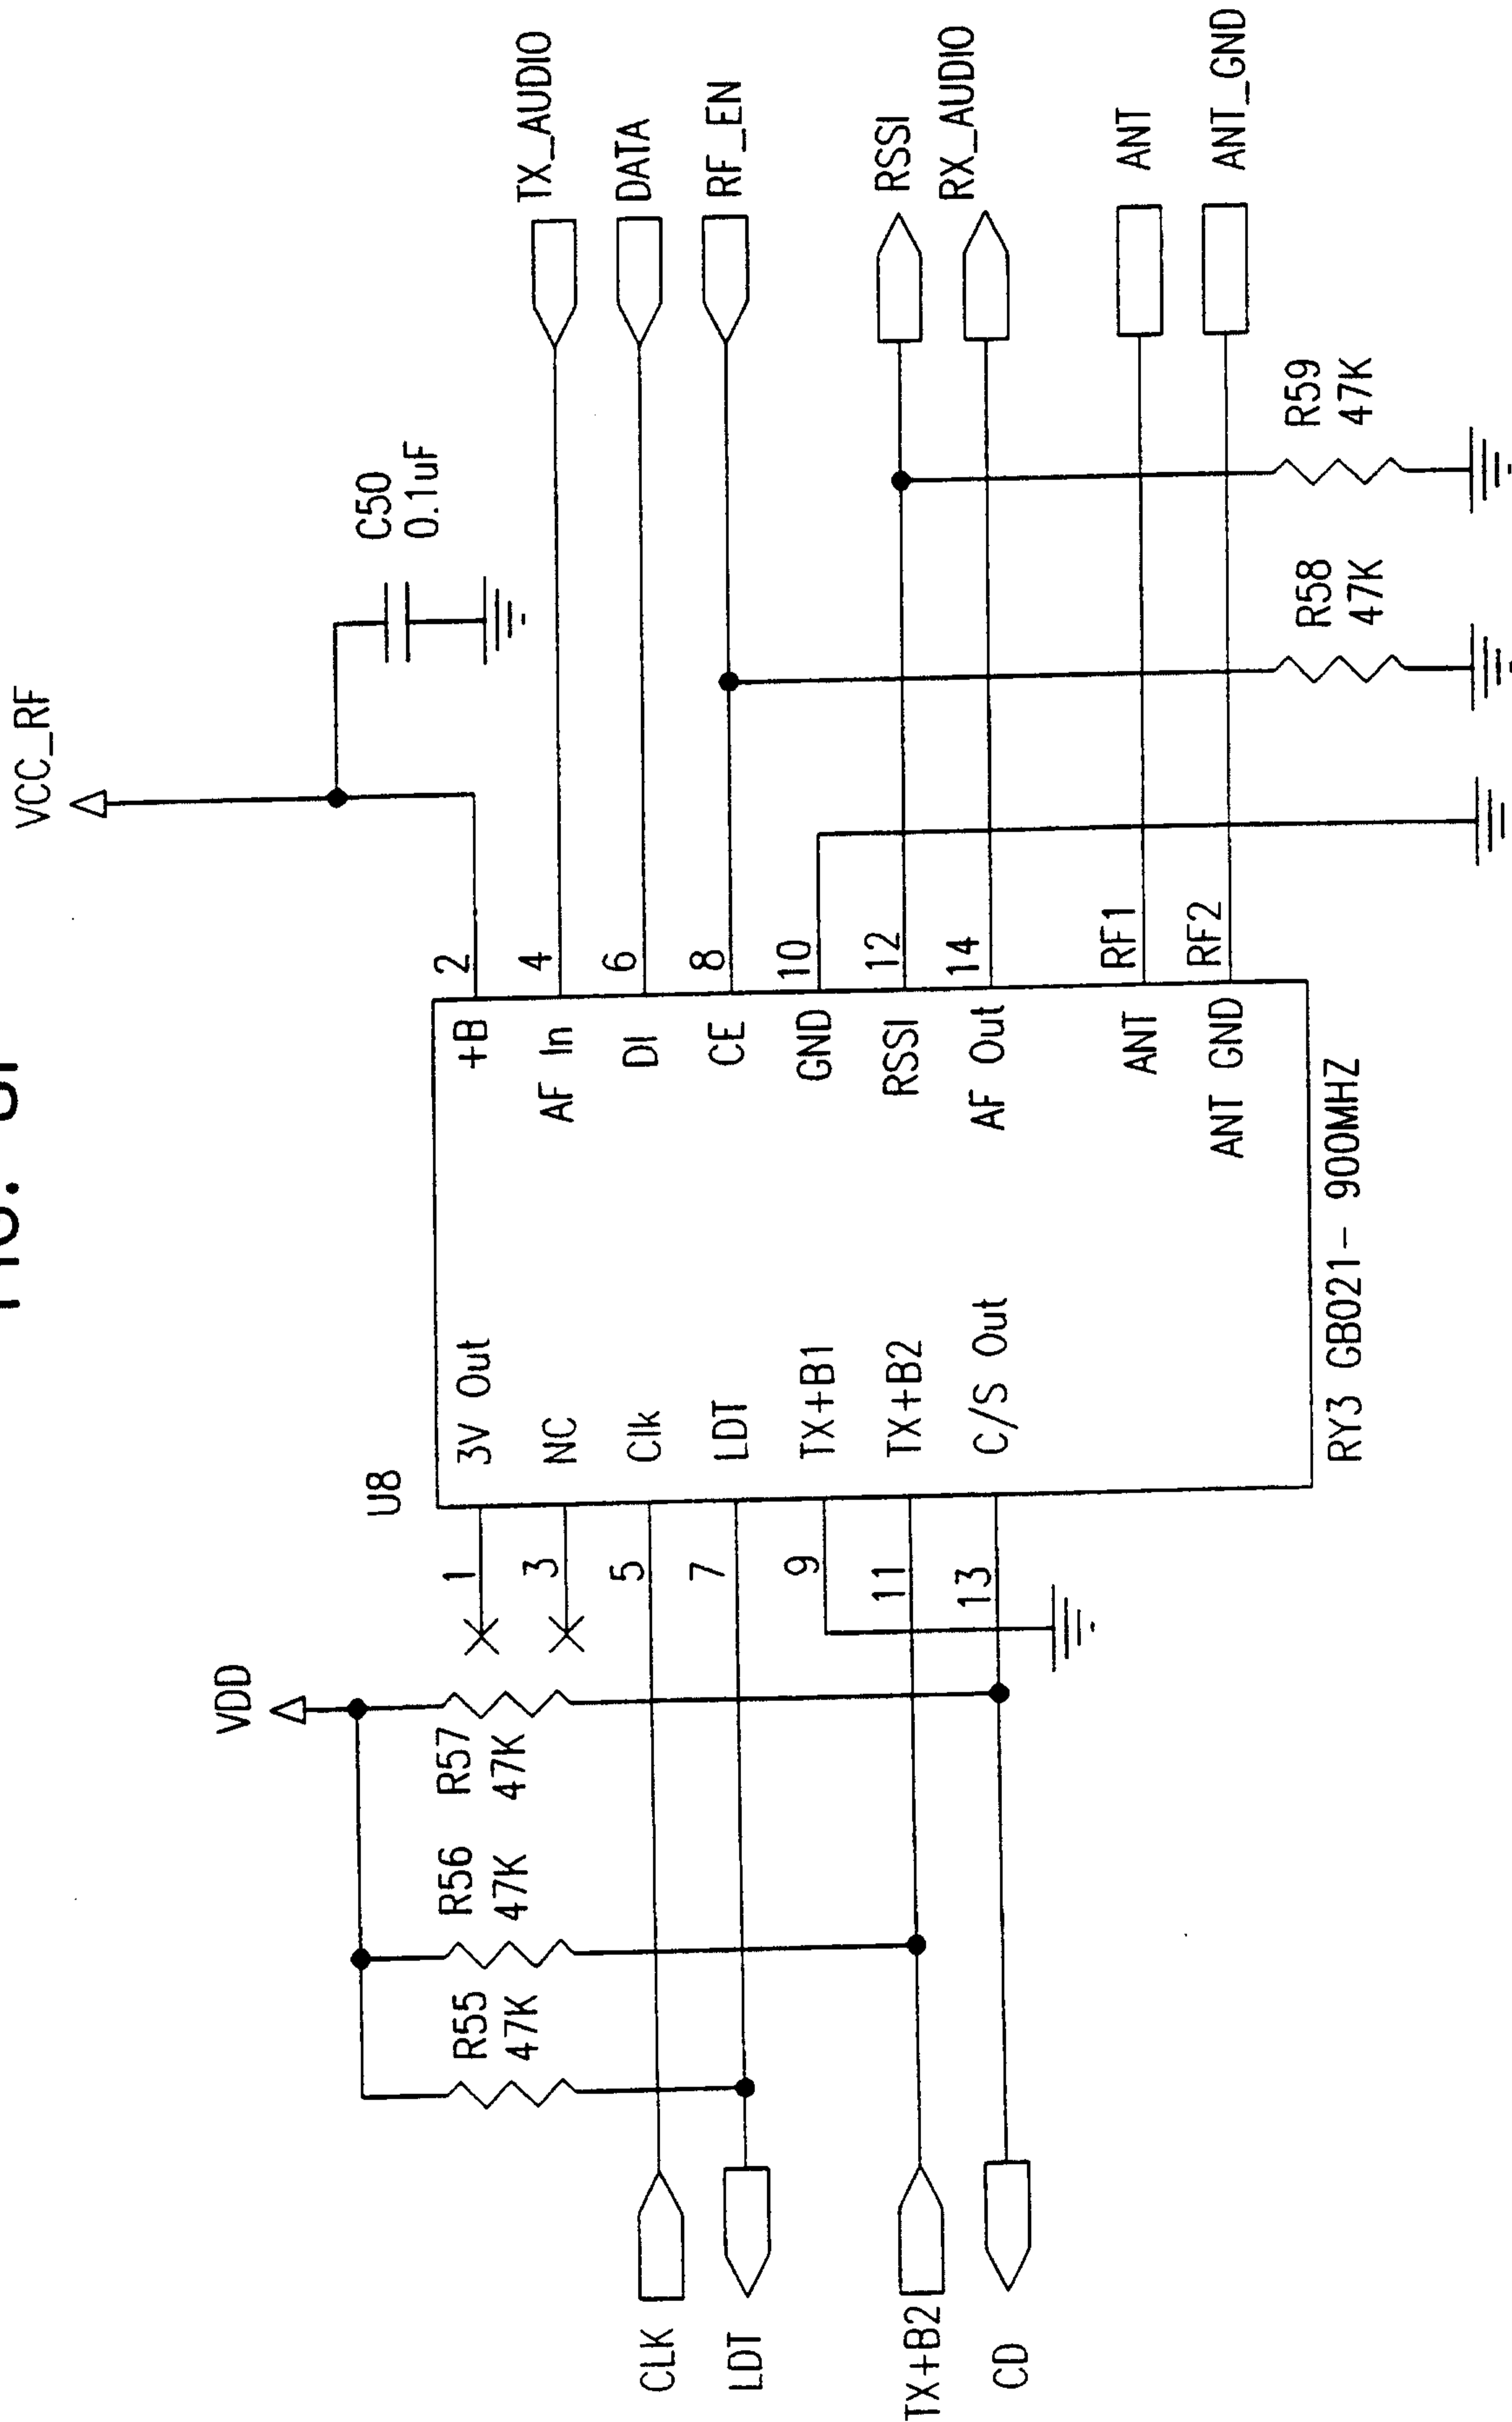 VCC_RF
C50
0.1uF
VDD
R55
47K
R56
47K
R57
47K
U8
1
3V Out
+B
2
3
NC
AF In
4
TX_AUDIO
CLK
5
Clk
DI
6
DATA
LDT
7
LDT
CE
8
RF_EN
9
TX+B1
GND
10
TX+B2
11
TX+B2
RSSI
12
RSSI
CD
13
C/S Out
AF Out
14
RX_AUDIO
ANT
RF1
ANT
ANT GND
RF2
ANT_GND
RY3 GB021- 900MHZ
R58
47K
R59
47K